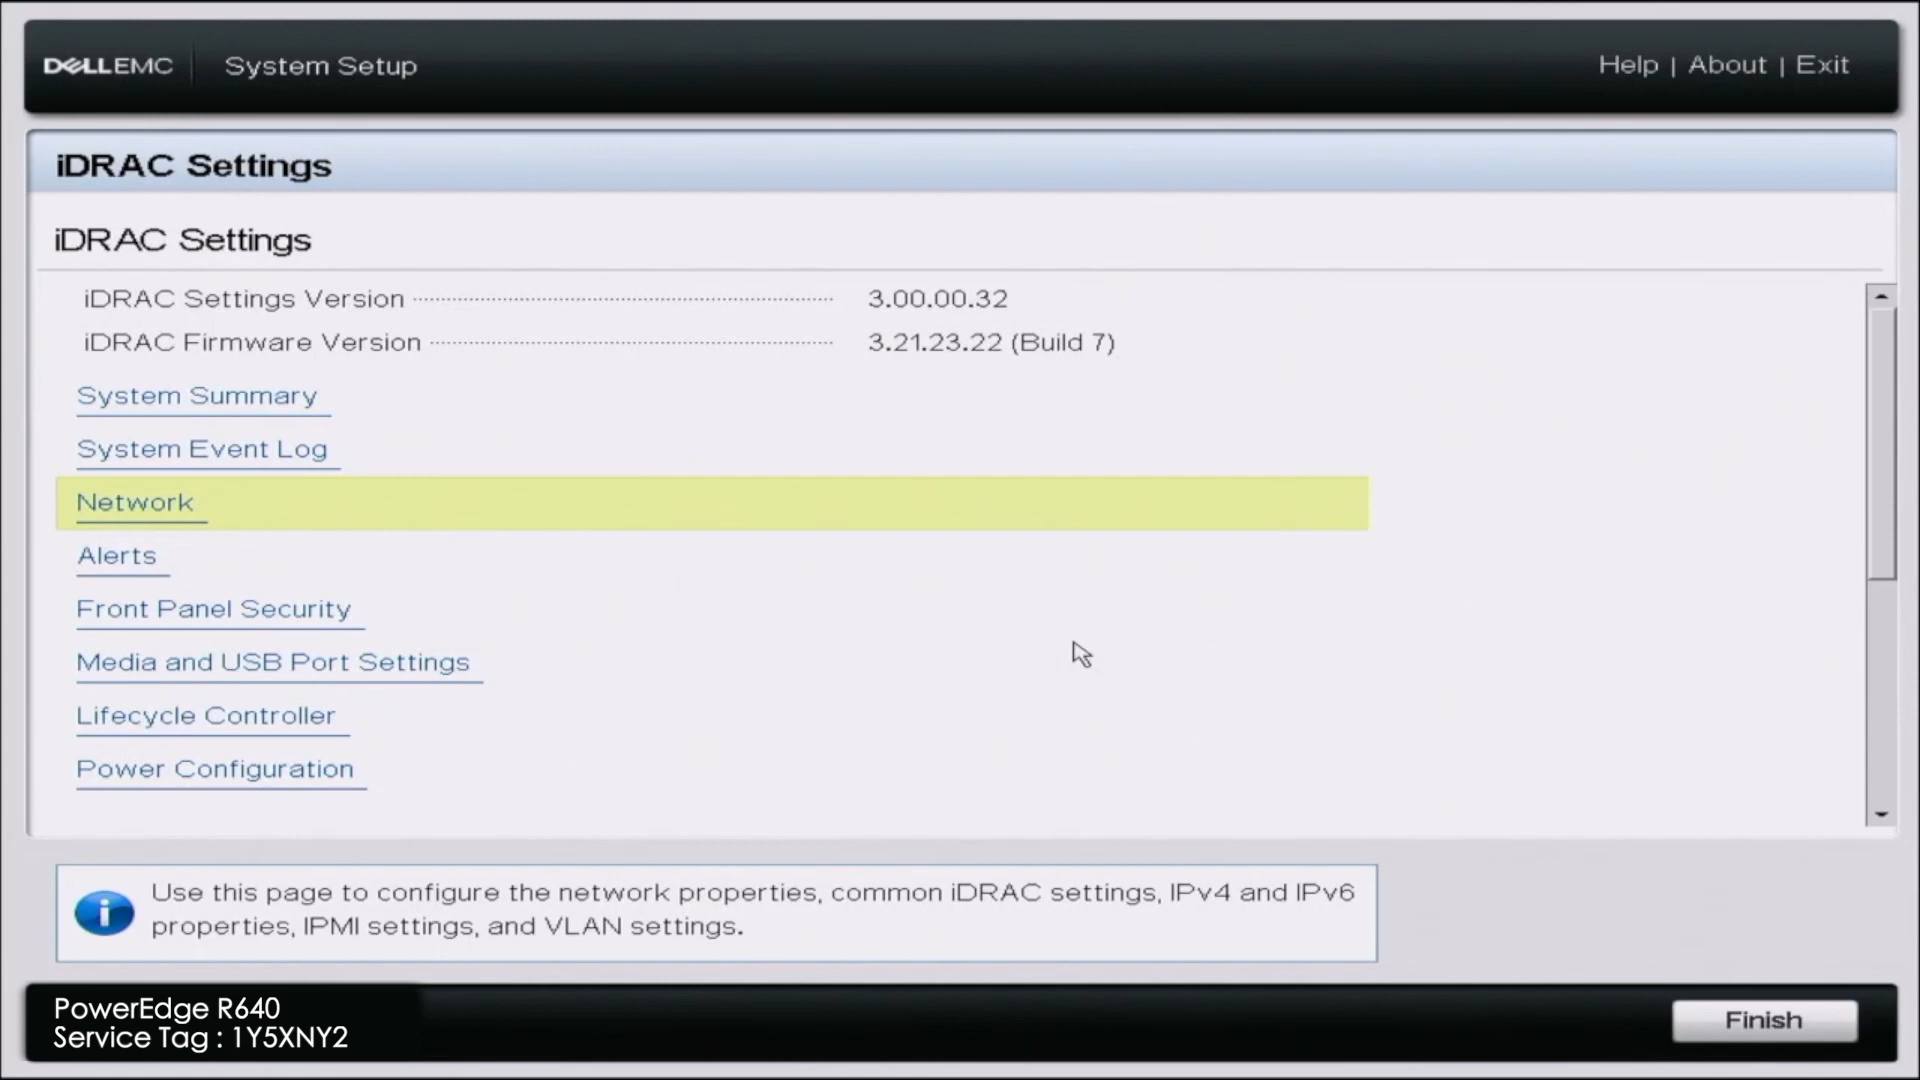 DELLEMC System Setup Help | About | Exit
iDRAC Settings
iDRAC Settings
iDRAC Settings Version 3.00.00.32
iDRAC Firmware Version 3.21.23.22 (Build 7)
System Summary
System Event Log
Network
Alerts
Front Panel Security
Media and USB Port Settings
Lifecycle Controller
Power Configuration
Use this page to configure the network properties, common iDRAC settings, IPv4 and IPv6
properties, IPMI settings, and VLAN settings.
PowerEdge R640
Service Tag : 1Y5XNY2
Finish